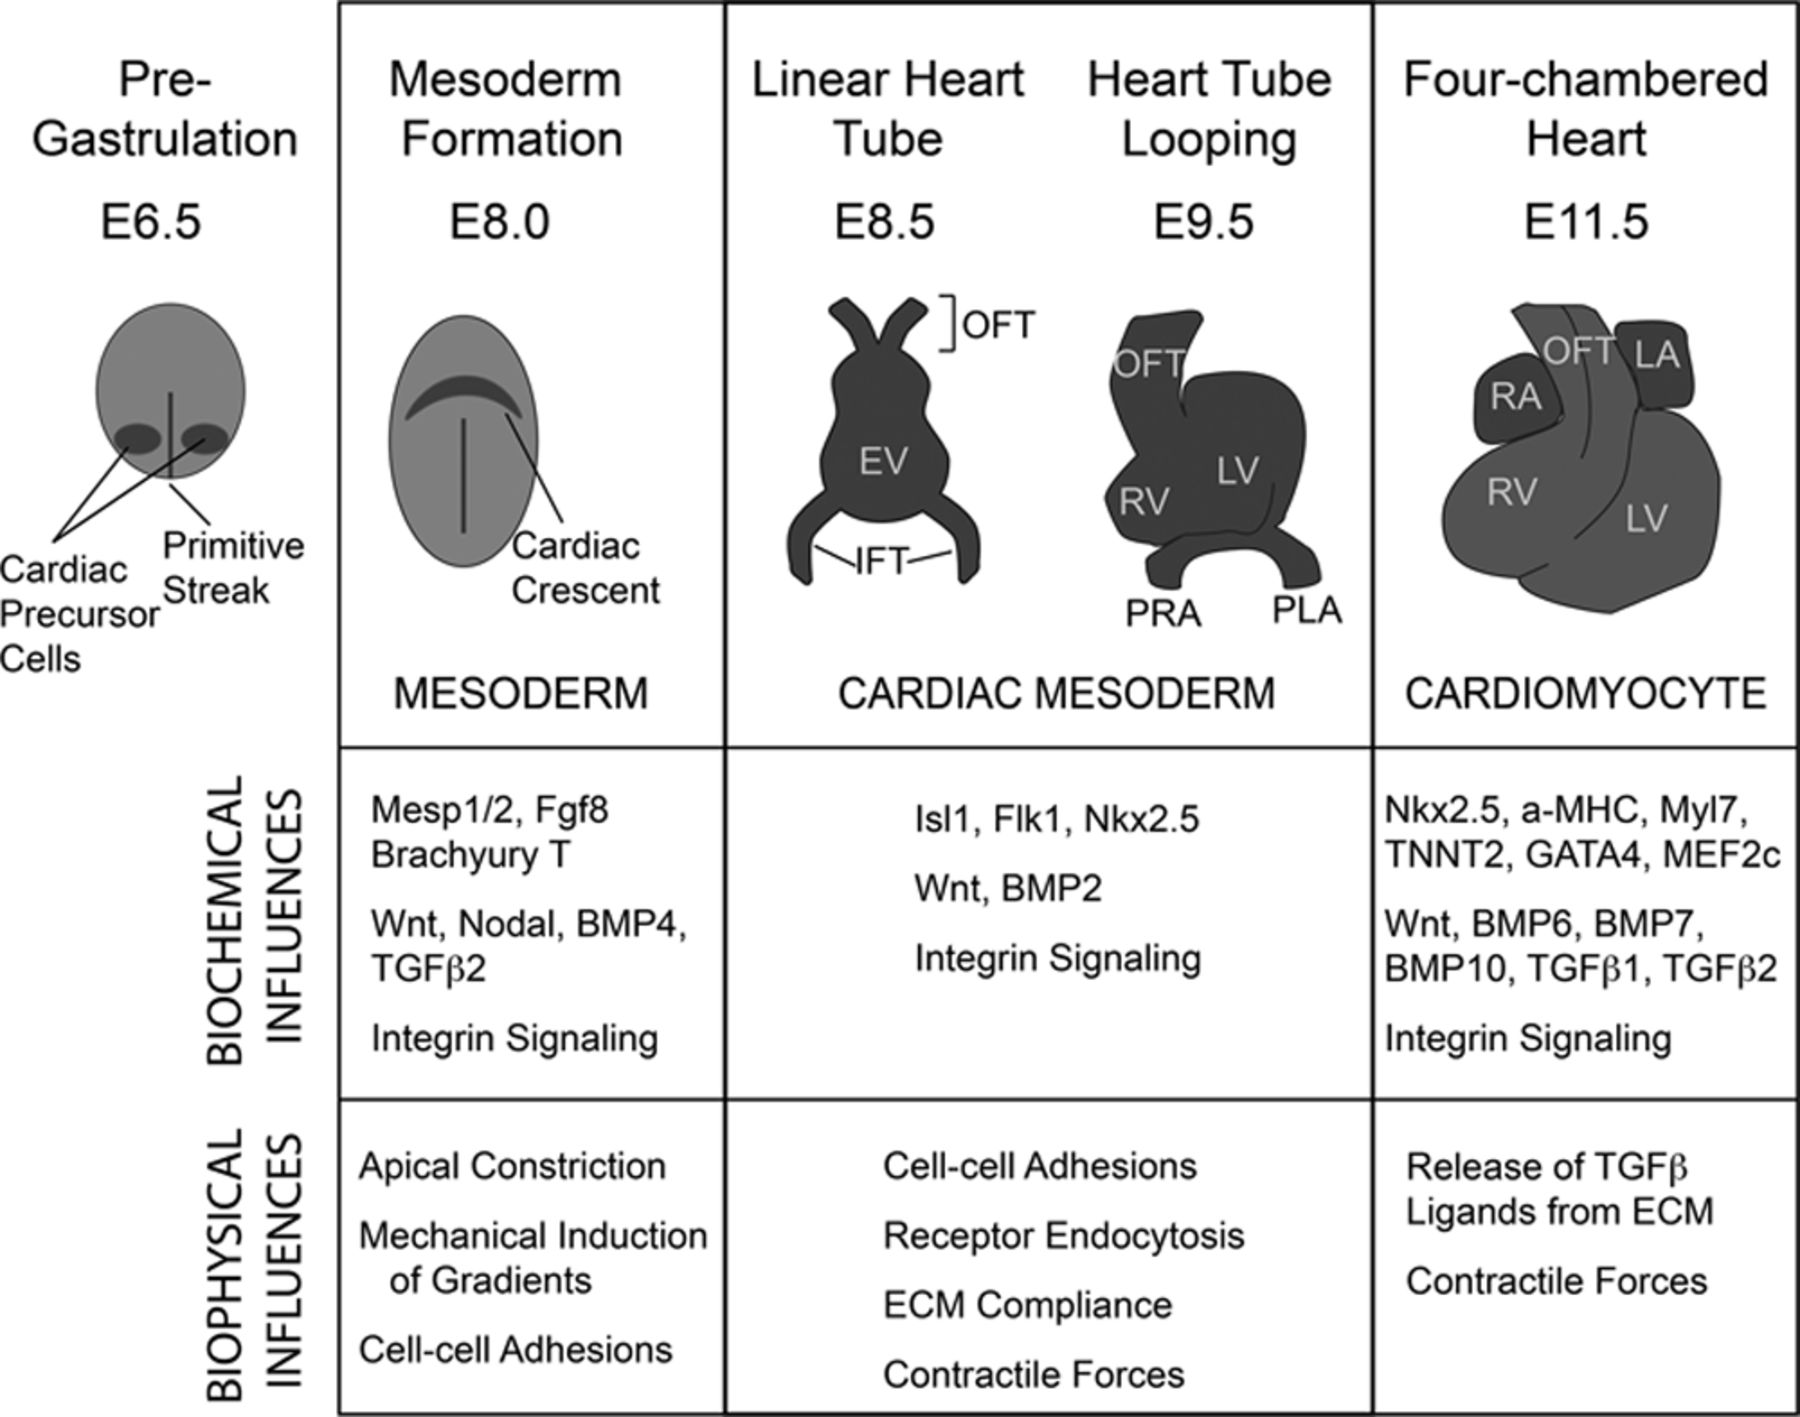 Pre-
Gastrulation
E6.5
Cardiac
Precursor
Cells
Primitive
Streak
Mesoderm
Formation
E8.0
Cardiac
Crescent
MESODERM
Linear Heart
Tube
E8.5
OFT
EV
IFT
Heart Tube
Looping
E9.5
OFT
LV
RV
PRA
PLA
CARDIAC MESODERM
Four-chambered
Heart
E11.5
OFT
LA
RA
RV
LV
CARDIOMYOCYTE
BIOCHEMICAL
INFLUENCES
Mesp1/2, Fgf8
Brachyury T
Wnt, Nodal, BMP4,
TGFβ2
Integrin Signaling
Isl1, Flk1, Nkx2.5
Wnt, BMP2
Integrin Signaling
Nkx2.5, a-MHC, Myl7,
TNNT2, GATA4, MEF2c
Wnt, BMP6, BMP7,
BMP10, TGFβ1, TGFβ2
Integrin Signaling
BIOPHYSICAL
INFLUENCES
Apical Constriction
Mechanical Induction
of Gradients
Cell-cell Adhesions
Cell-cell Adhesions
Receptor Endocytosis
ECM Compliance
Contractile Forces
Release of TGFβ
Ligands from ECM
Contractile Forces